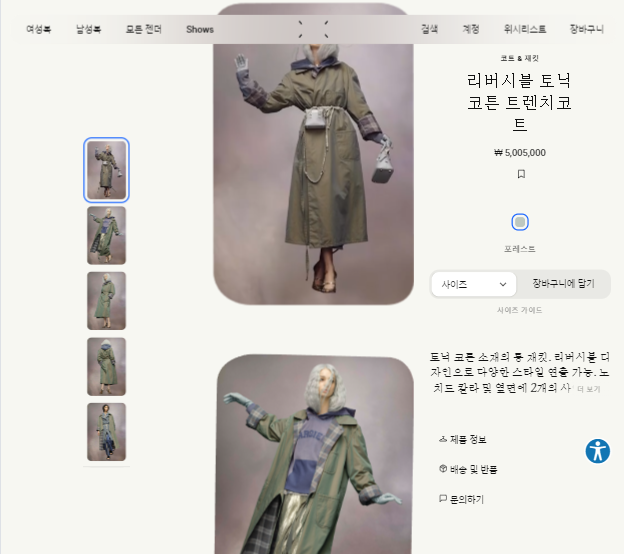 여성복 남성복 모든 젠더 Shows 검색 계정 위시리스트 장바구니
코트 & 재킷
리버시블 토닉
코튼 트렌치코
트
₩ 5,005,000
포레스트
사이즈 장바구니에 담기
사이즈 가이드
토닉 코튼 소재의 롱 재킷. 리버시블 디
자인으로 다양한 스타일 연출 가능. 노
치드 칼라 및 옆면에 2개의 사 더 보기
제품 정보
배송 및 반품
문의하기